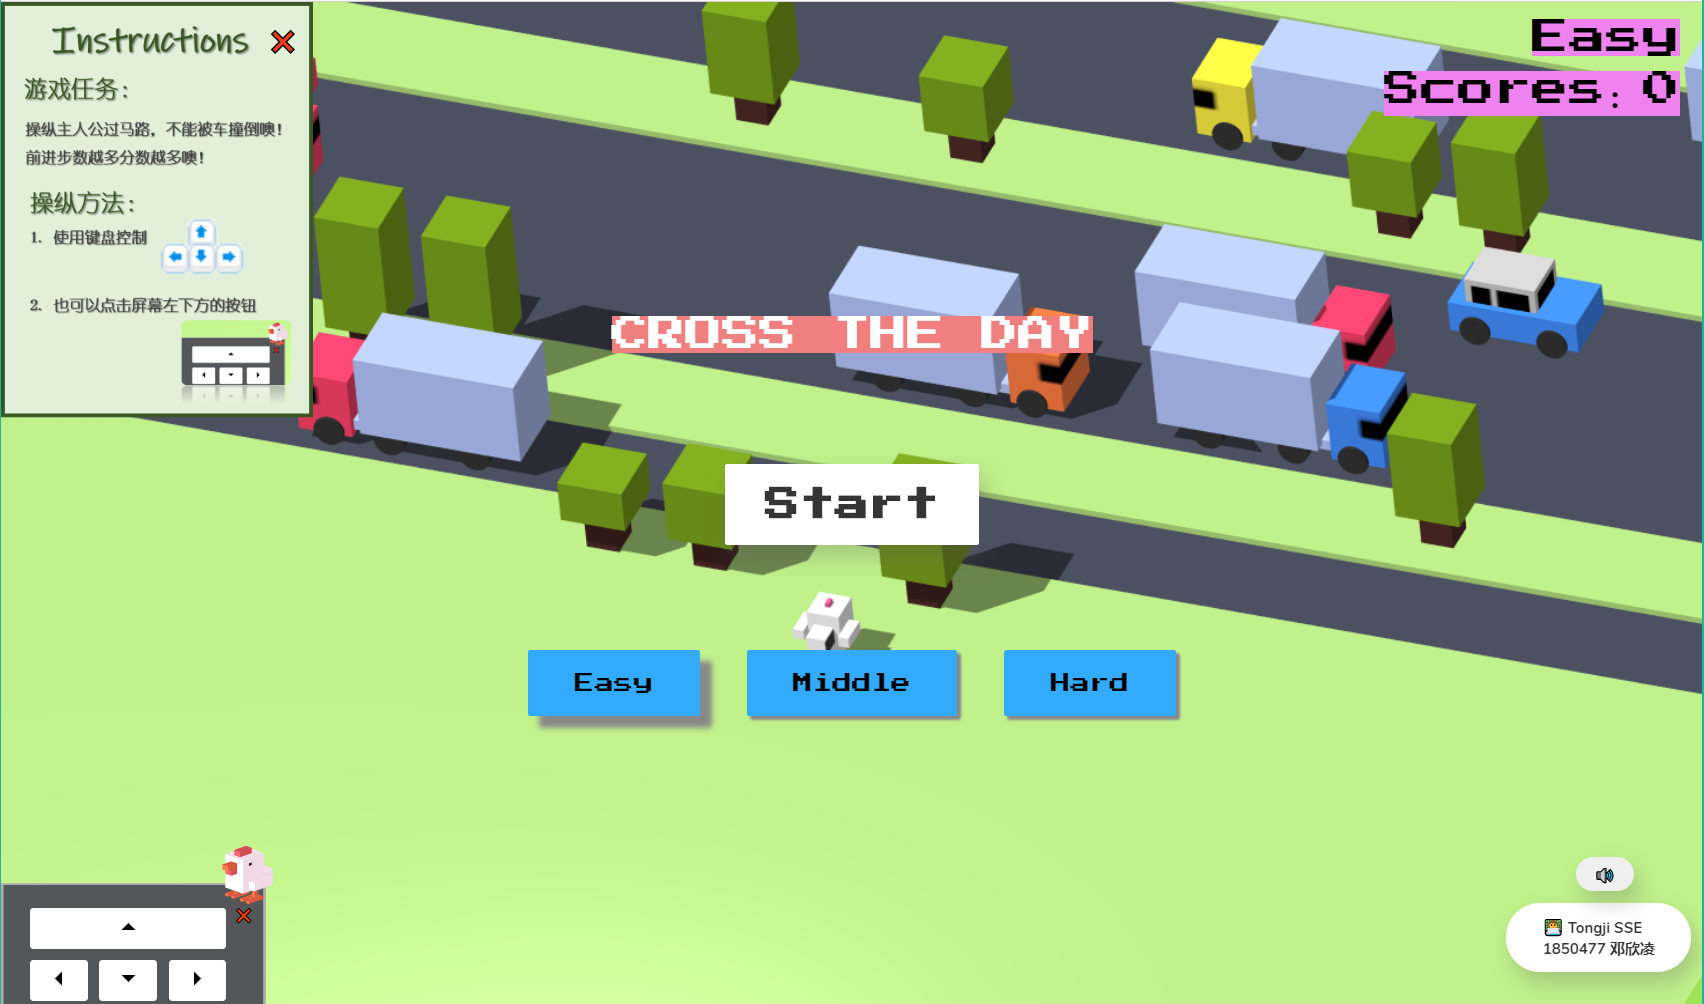 Instructions
游戏任务:
操纵主人公过马路，不能被车撞倒噢!
前进步数越多分数越多噢!
操纵方法:
1. 使用键盘控制
2. 也可以点击屏幕左下方的按钮
Easy
Scores: 0
CROSS THE DAY
Start
Easy
Middle
Hard
Tongji SSE
1850477 邓欣凌